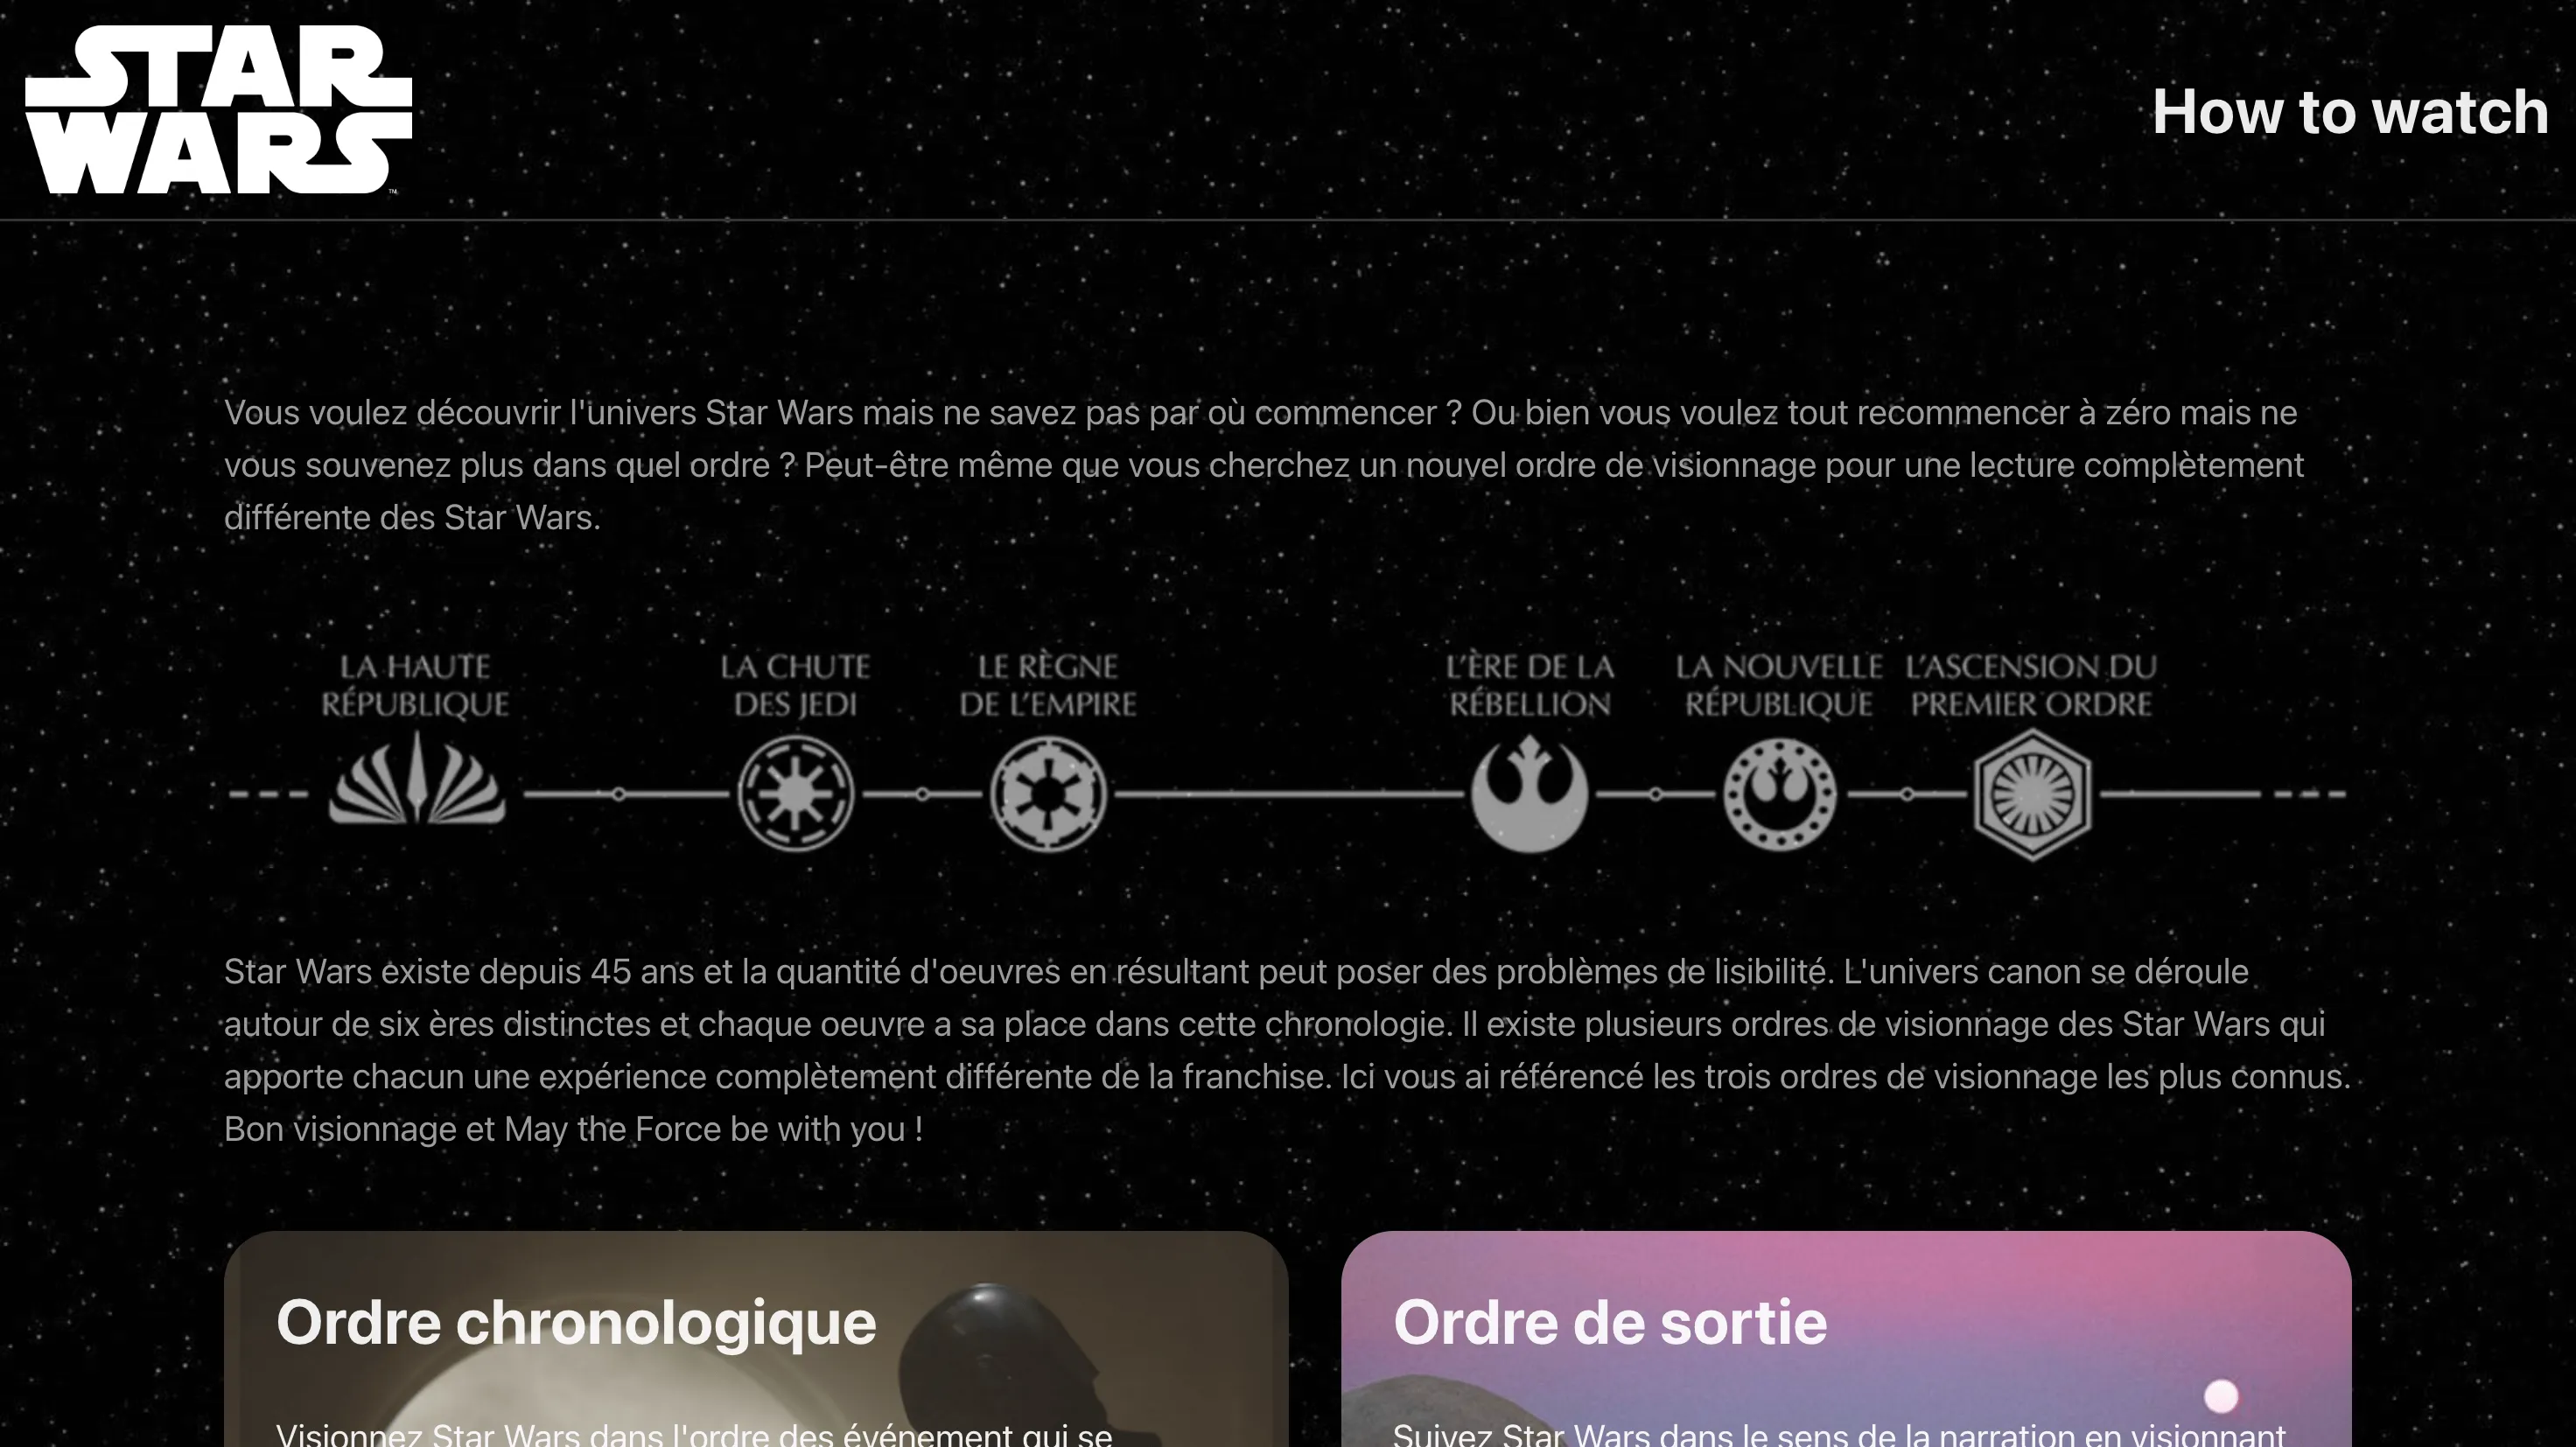 STAR
WARS
™
How to watch
Vous voulez découvrir l'univers Star Wars mais ne savez pas par où commencer ? Ou bien vous voulez tout recommencer à zéro mais ne
vous souvenez plus dans quel ordre ? Peut-être même que vous cherchez un nouvel ordre de visionnage pour une lecture complètement
différente des Star Wars.
LA HAUTE
RÉPUBLIQUE
LA CHUTE
DES JEDI
LE RÈGNE
DE L'EMPIRE
L'ÈRE DE LA
RÉBELLION
LA NOUVELLE
RÉPUBLIQUE
L'ASCENSION DU
PREMIER ORDRE
Star Wars existe depuis 45 ans et la quantité d'oeuvres en résultant peut poser des problèmes de lisibilité. L'univers canon se déroule
autour de six ères distinctes et chaque oeuvre a sa place dans cette chronologie. Il existe plusieurs ordres de visionnage des Star Wars qui
apporte chacun une expérience complètement différente de la franchise. Ici vous ai référencé les trois ordres de visionnage les plus connus.
Bon visionnage et May the Force be with you !
Ordre chronologique
Visionnez Star Wars dans l'ordre des événement qui se
Ordre de sortie
Suivez Star Wars dans le sens de la narration en visionnant